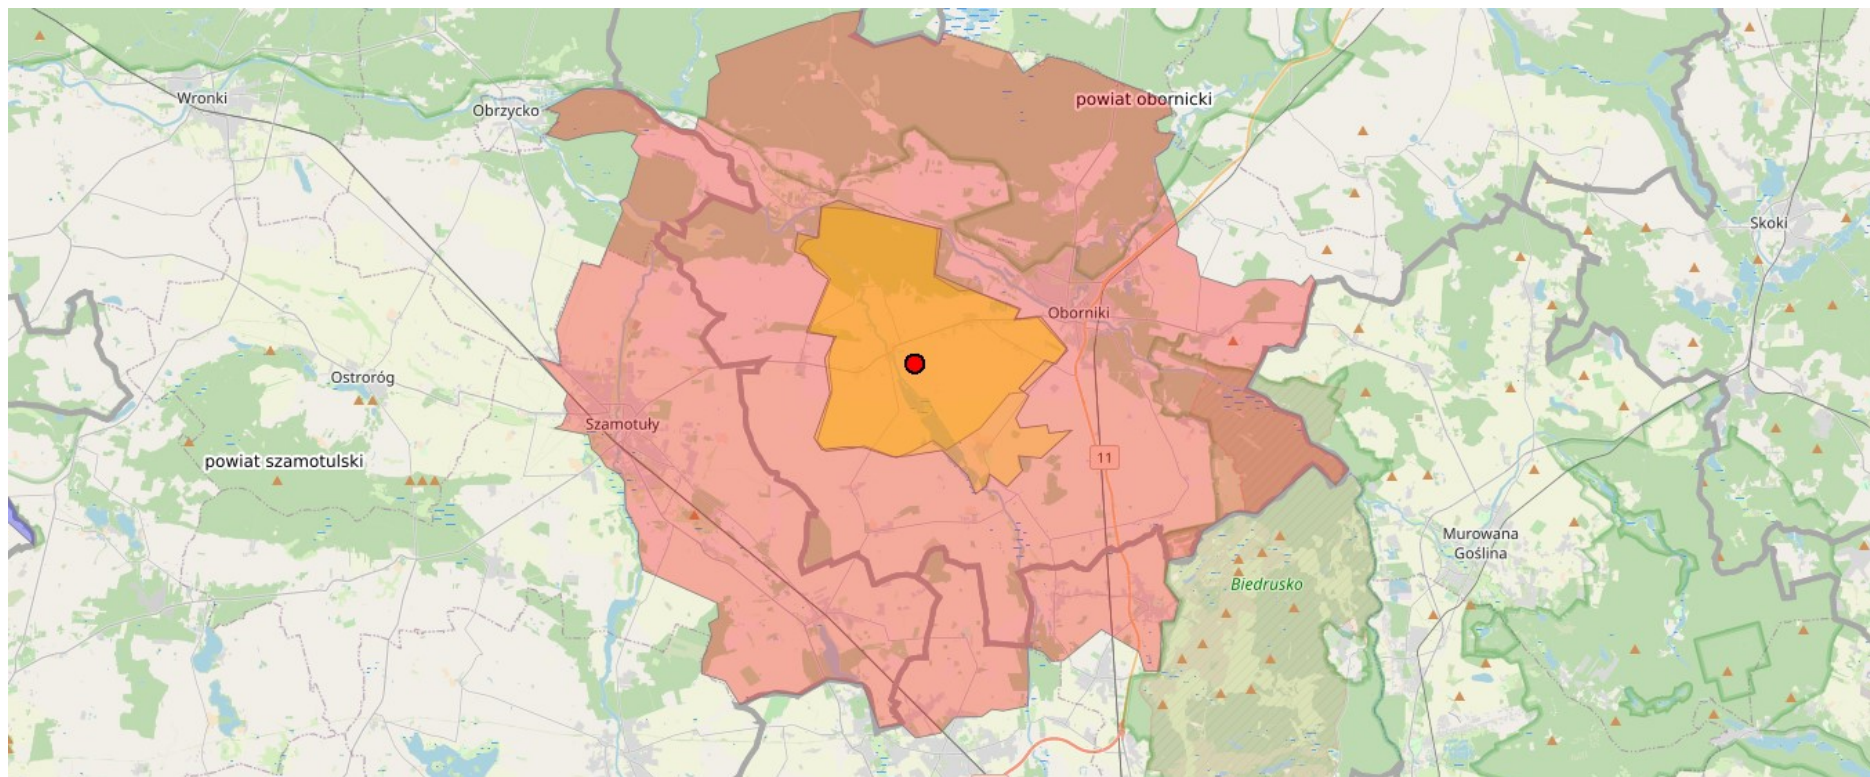 Wronki
Obrzycko
powiat obornicki
Skoki
Oborniki
Ostroróg
Szamotuły
powiat szamotulski
11
Murowana
Goślina
Biedrusko